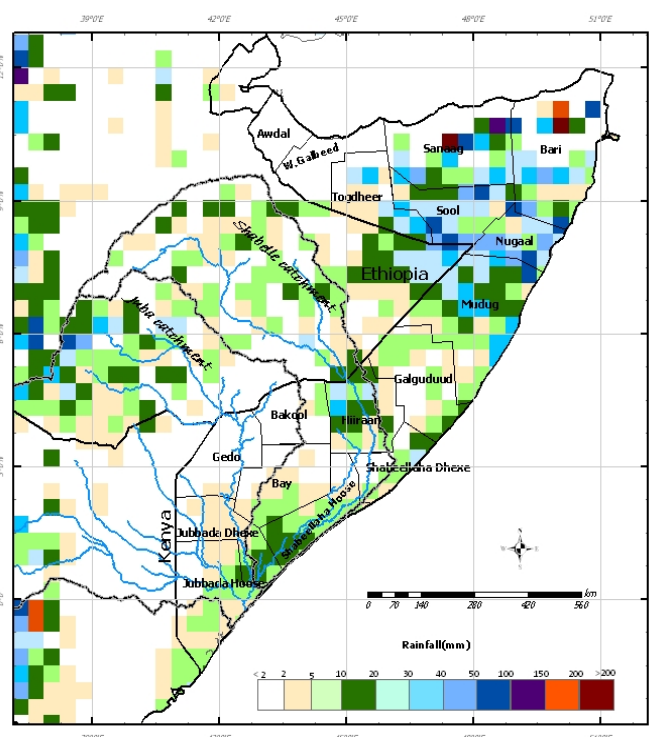 39°0'E 42°0'E 45°0'E 48°0'E 51°0'E
Awdal
W.Galbeed
Sanaag
Bari
Togdheer
Sool
Nugaal
Shabelle catchment
Ethiopia
Mudug
Juba catchment
Galguduud
Bakool
Hiiraan
Gedo
Shabeellaha Dhexe
Bay
Shabeellaha Hoose
Kenya
Jubbada Dhexe
Jubbada Hoose
km
0 70 140 280 420 560
Rainfall(mm)
< 2 2 5 10 20 30 40 50 100 150 200 >200